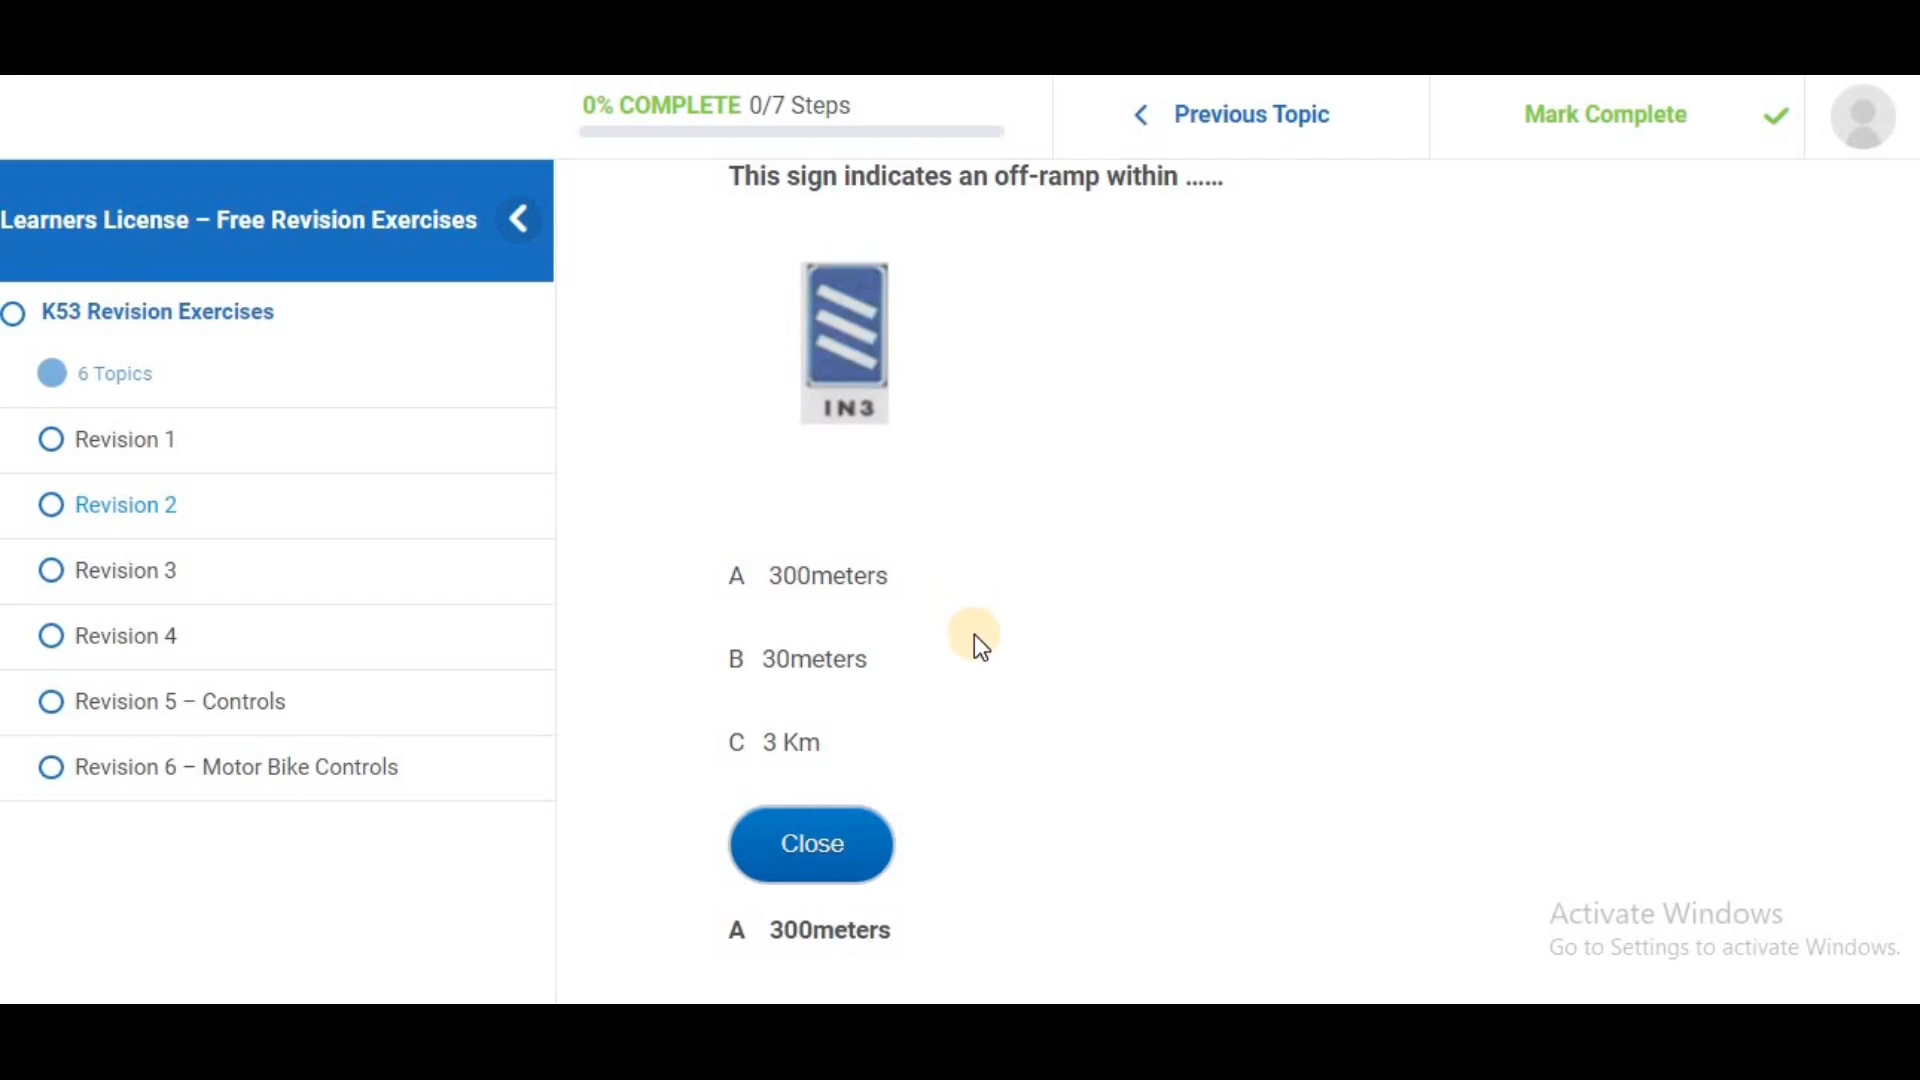 0% COMPLETE 0/7 Steps
Previous Topic
Mark Complete
Learners License – Free Revision Exercises
K53 Revision Exercises
6 Topics
Revision 1
Revision 2
Revision 3
Revision 4
Revision 5 – Controls
Revision 6 – Motor Bike Controls
This sign indicates an off-ramp within ……
IN3
A 300meters
B 30meters
C 3 Km
Close
A 300meters
Activate Windows
Go to Settings to activate Windows.